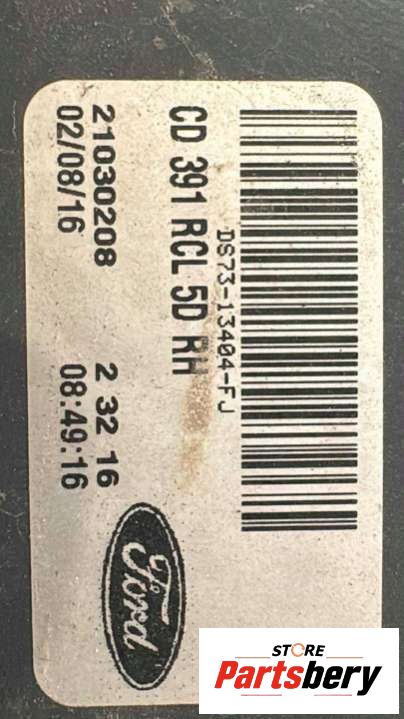 DS73-13404-FJ
CD 391 RCL 5D RH
21030208 2 32 16
02/08/16 08:49:16
Ford
STORE
Partsbery